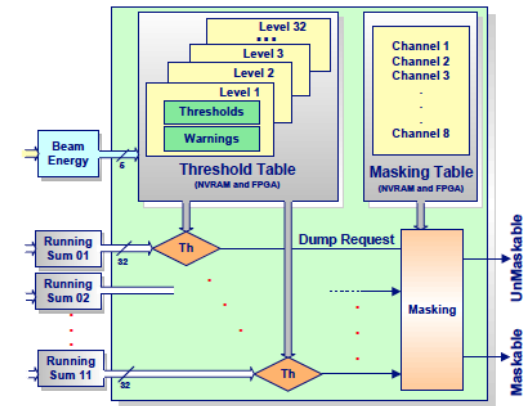 Level 32
...
Level 3
Level 2
Level 1
Thresholds
Warnings
Threshold Table
(NVRAM and FPGA)
Channel 1
Channel 2
Channel 3
.
.
.
Channel 8
Masking Table
(NVRAM and FPGA)
Beam
Energy
6
Running
Sum 01
32
Th
Dump Request
Running
Sum 02
Masking
Running
Sum 11
32
Th
UnMaskable
Maskable